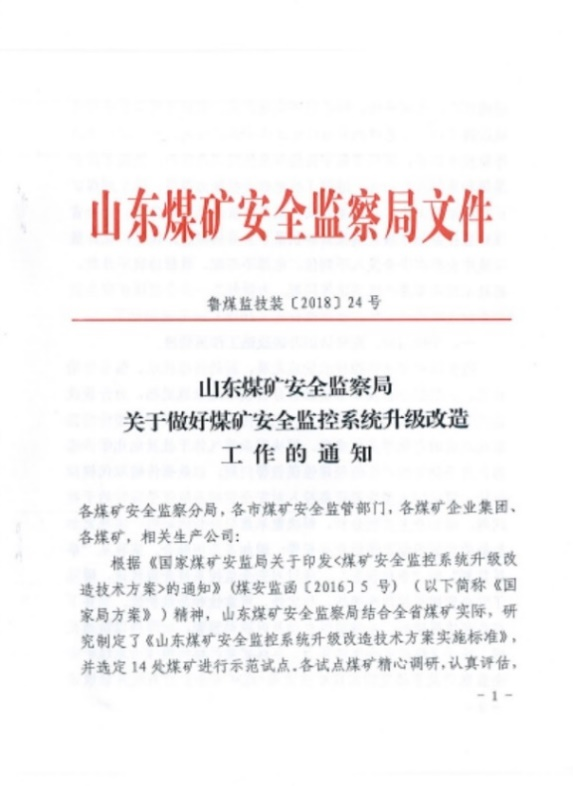 山东煤矿安全监察局文件
鲁煤监技装〔2018〕24号
山东煤矿安全监察局
关于做好煤矿安全监控系统升级改造
工作的通知
各煤矿安全监察分局,各市煤矿安全监管部门,各煤矿企业集团、
各煤矿,相关生产公司:
根据《国家煤矿安监局关于印发<煤矿安全监控系统升级改
造技术方案>的通知》(煤安监函〔2016〕5号)(以下简称《国
家局方案》)精神,山东煤矿安全监察局结合全省煤矿实际,研
究制定了《山东煤矿安全监控系统升级改造技术方案实施标准》,
并选定14处煤矿进行示范试点。各试点煤矿精心调研,认真评估,
- 1 -